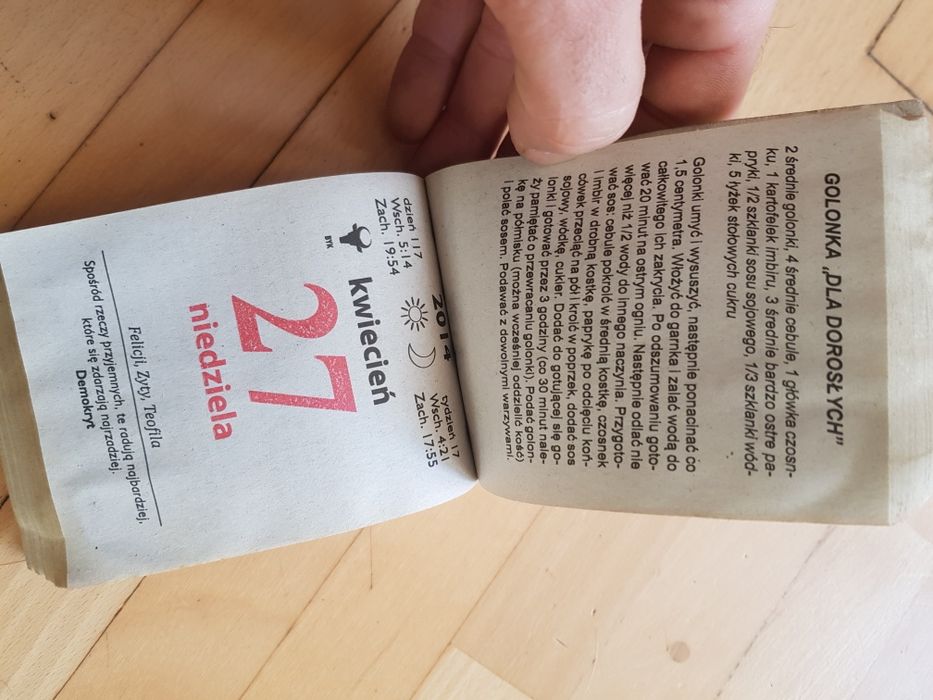 GOLONKA „DLA DOROSŁYCH"
2 średnie golonki, 4 średnie cebule, 1 główka czosn-
ku, 1 kartofelek imbiru, 3 średnie bardzo ostre pa-
pryki, 1/2 szklanki sosu sojowego, 1/3 szklanki wód-
ki, 5 łyżek stołowych cukru
Golonki umyć i wysuszyć, następnie ponacinać co
1,5 centymetra. Włożyć do garnka i zalać wodą do
całkowitego ich zakrycia. Po odszumowaniu goto-
wać 20 minut na ostrym ogniu. Następnie odlać nie
więcej niż 1/2 wody do innego naczynia. Przygoto-
wać sos: cebulę pokroić w średnią kostkę, czosnek
i imbir w drobną kostkę, paprykę po odcięciu koń-
cówek przeciąć na pół i kroić w poprzek, dodać sos
sojowy, wódkę, cukier. Dodać do gotującej się go-
lonki i gotować przez 3 godziny (co 30 minut nale-
ży pamiętać o przewracaniu golonki). Podać golon-
kę na półmisku (można wcześniej oddzielić kość)
i polać sosem. Podawać z dowolnymi warzywami.
2014
dzień 117
Wsch. 5:14
Zach. 19:54
tydzień 17
Wsch. 4:21
Zach. 17:55
BYK
kwiecień
27
niedziela
Felicji, Zyty, Teofila
Spośród rzeczy przyjemnych, te radują najbardziej,
które się zdarzają najrzadziej.
Demokryt